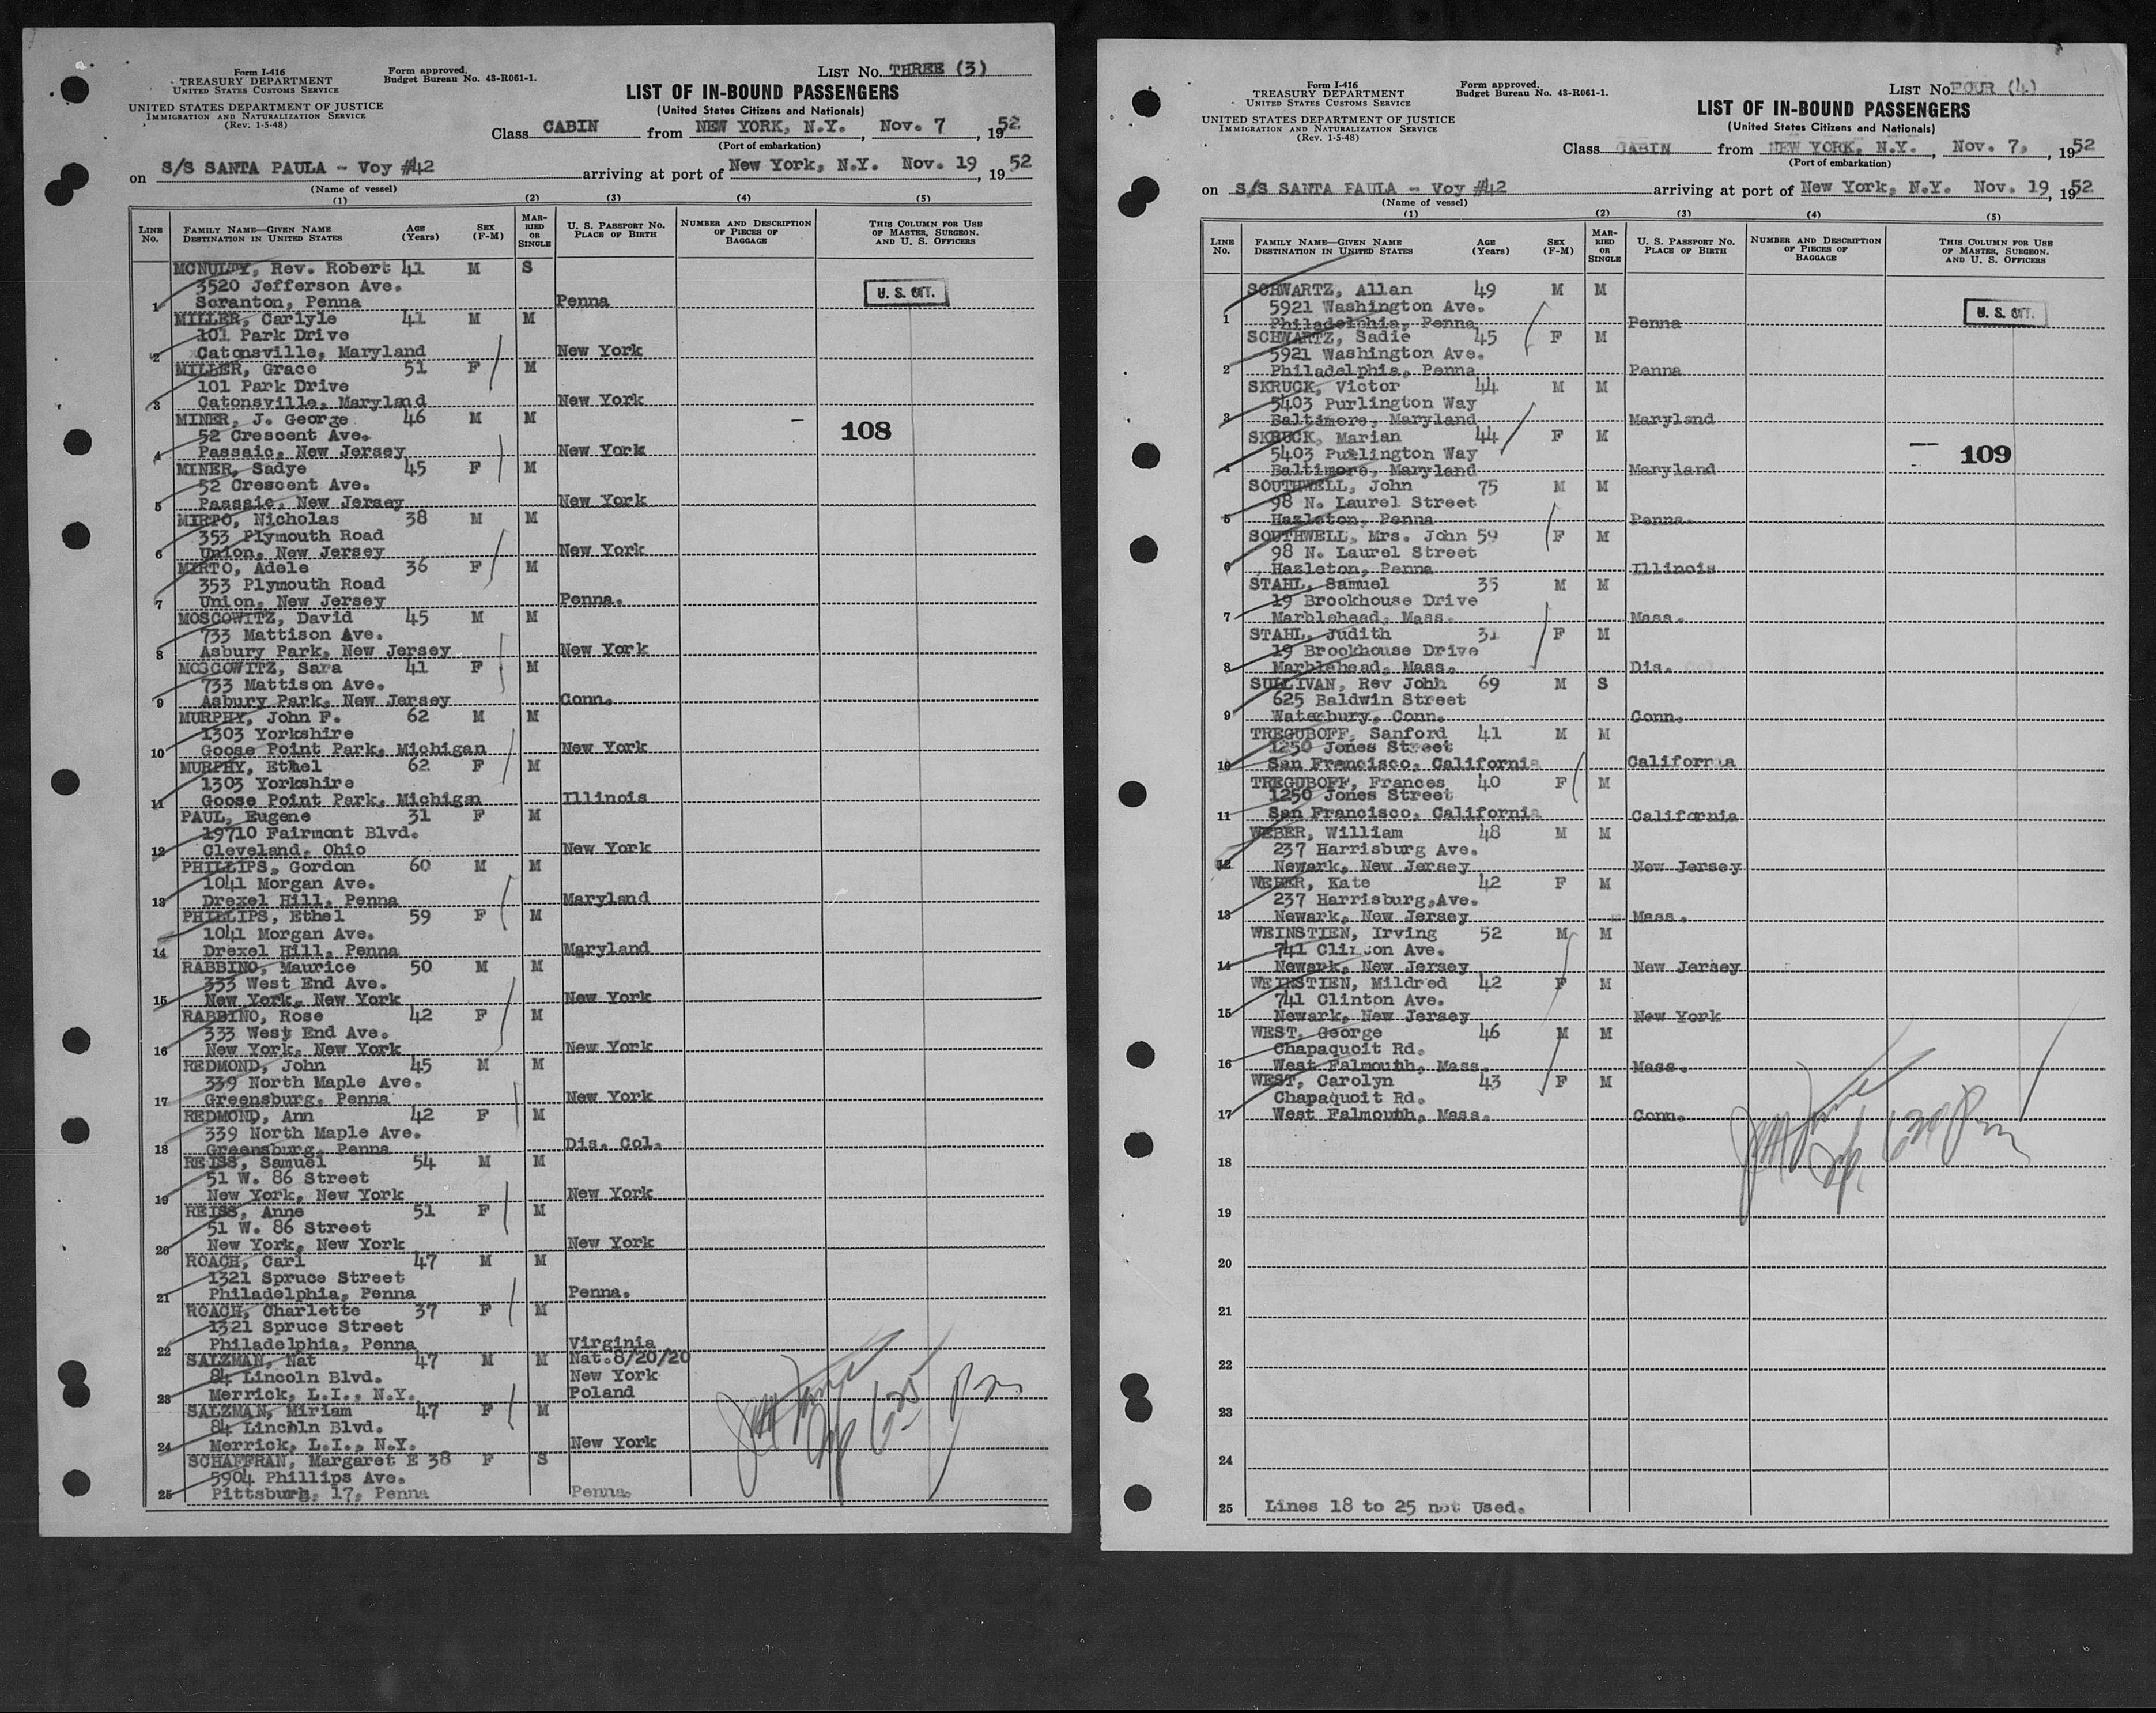 Form I-416
TREASURY DEPARTMENT
UNITED STATES CUSTOMS SERVICE
UNITED STATES DEPARTMENT OF JUSTICE
IMMIGRATION AND NATURALIZATION SERVICE
(Rev. 1-5-48)
Form approved.
Budget Bureau No. 43-R061-1.
LIST No. THREE (3)
LIST OF IN-BOUND PASSENGERS
(United States Citizens and Nationals)
Class CABIN from NEW YORK, N.Y., Nov. 7, 1952
(Port of embarkation)
on S/S SANTA PAULA - Voy #42 arriving at port of New York, N.Y. Nov. 19, 1952
(Name of vessel)
(1) (2) (3) (4) (5)
LINE No. FAMILY NAME—GIVEN NAME DESTINATION IN UNITED STATES AGE (Years) SEX (F-M) MARRIED OR SINGLE U. S. PASSPORT No. PLACE OF BIRTH NUMBER AND DESCRIPTION OF PIECES OF BAGGAGE THIS COLUMN FOR USE OF MASTER, SURGEON, AND U. S. OFFICERS
MCNULTY, Rev. Robert 41 M S
3520 Jefferson Ave.
1 Scranton, Penna Penna U. S. CIT.
MILLER, Carlyle 41 M M
101 Park Drive
2 Catonsville, Maryland New York
MILLER, Grace 51 F M
101 Park Drive
3 Catonsville, Maryland New York
MINER, J. George 46 M M
52 Crescent Ave. 108
4 Passaic, New Jersey New York
MINER, Sadye 45 F M
52 Crescent Ave.
5 Passaic, New Jersey New York
MIRTO, Nicholas 38 M M
353 Plymouth Road
6 Union, New Jersey New York
MIRTO, Adele 36 F M
353 Plymouth Road
7 Union, New Jersey Penna.
MOSCOWITZ, David 45 M M
733 Mattison Ave.
8 Asbury Park, New Jersey New York
MOSCOWITZ, Sara 41 F M
733 Mattison Ave.
9 Asbury Park, New Jersey Conn.
MURPHY, John F. 62 M M
1303 Yorkshire
10 Goose Point Park, Michigan New York
MURPHY, Ethel 62 F M
1303 Yorkshire
11 Goose Point Park, Michigan Illinois
PAUL, Eugene 31 F M
19710 Fairmont Blvd.
12 Cleveland, Ohio New York
PHILLIPS, Gordon 60 M M
1041 Morgan Ave.
13 Drexel Hill, Penna Maryland
PHILLIPS, Ethel 59 F M
1041 Morgan Ave.
14 Drexel Hill, Penna Maryland
RABBINO, Maurice 50 M M
333 West End Ave.
15 New York, New York New York
RABBINO, Rose 42 F M
333 West End Ave.
16 New York, New York New York
REDMOND, John 45 M M
339 North Maple Ave.
17 Greensburg, Penna New York
REDMOND, Ann 42 F M
339 North Maple Ave.
18 Greensburg, Penna Dis. Col.
REISS, Samuel 54 M M
51 W. 86 Street
19 New York, New York New York
REISS, Anne 51 F M
51 W. 86 Street
20 New York, New York New York
ROACH, Carl 47 M M
1321 Spruce Street
21 Philadelphia, Penna Penna.
ROACH, Charlette 37 F M
1321 Spruce Street
22 Philadelphia, Penna Virginia
SALZMAN, Nat 47 M M Nat.8/20/20
84 Lincoln Blvd. New York
23 Merrick, L.I., N.Y. Poland
SALZMAN, Miriam 47 F M
84 Lincoln Blvd.
24 Merrick, L.I., N.Y. New York
SCHAFFRAN, Margaret E 38 F S
5904 Phillips Ave.
25 Pittsburgh, 17, Penna Penna.
Form I-416
TREASURY DEPARTMENT
UNITED STATES CUSTOMS SERVICE
UNITED STATES DEPARTMENT OF JUSTICE
IMMIGRATION AND NATURALIZATION SERVICE
(Rev. 1-5-48)
Form approved.
Budget Bureau No. 43-R061-1.
LIST No. FOUR (4)
LIST OF IN-BOUND PASSENGERS
(United States Citizens and Nationals)
Class CABIN from NEW YORK, N.Y., Nov. 7, 1952
(Port of embarkation)
on S/S SANTA PAULA - Voy #42 arriving at port of New York, N.Y. Nov. 19, 1952
(Name of vessel)
(1) (2) (3) (4) (5)
LINE No. FAMILY NAME—GIVEN NAME DESTINATION IN UNITED STATES AGE (Years) SEX (F-M) MARRIED OR SINGLE U. S. PASSPORT No. PLACE OF BIRTH NUMBER AND DESCRIPTION OF PIECES OF BAGGAGE THIS COLUMN FOR USE OF MASTER, SURGEON, AND U. S. OFFICERS
SCHWARTZ, Allan 49 M M
5921 Washington Ave.
1 Philadelphia, Penna Penna U. S. CIT.
SCHWARTZ, Sadie 45 F M
5921 Washington Ave.
2 Philadelphia, Penna Penna
SKRUCK, Victor 44 M M
5403 Purlington Way
3 Baltimore, Maryland Maryland
SKRUCK, Marian 44 F M
5403 Purlington Way 109
4 Baltimore, Maryland Maryland
SOUTHWELL, John 75 M M
98 N. Laurel Street
5 Hazleton, Penna Penna.
SOUTHWELL, Mrs. John 59 F M
98 N. Laurel Street
6 Hazleton, Penna Illinois
STAHL, Samuel 35 M M
19 Brookhouse Drive
7 Marblehead, Mass. Mass.
STAHL, Judith 31 F M
19 Brookhouse Drive
8 Marblehead, Mass. Dis. Col
SULLIVAN, Rev John 69 M S
625 Baldwin Street
9 Waterbury, Conn. Conn.
TREGUBOFF, Sanford 41 M M
1250 Jones Street
10 San Francisco, California California
TREGUBOFF, Frances 40 F M
1250 Jones Street
11 San Francisco, California California
WEBER, William 48 M M
237 Harrisburg Ave.
12 Newark, New Jersey New Jersey
WEBER, Kate 42 F M
237 Harrisburg,Ave.
13 Newark, New Jersey Mass.
WEINSTIEN, Irving 52 M M
741 Clinton Ave.
14 Newark, New Jersey New Jersey
WEINSTIEN, Mildred 42 F M
741 Clinton Ave.
15 Newark, New Jersey New York
WEST, George 46 M M
Chapaquoit Rd.
16 West Falmouth, Mass. Mass.
WEST, Carolyn 43 F M
Chapaquoit Rd.
17 West Falmouth, Mass. Conn.
18
19
20
21
22
23
24
25 Lines 18 to 25 not Used.